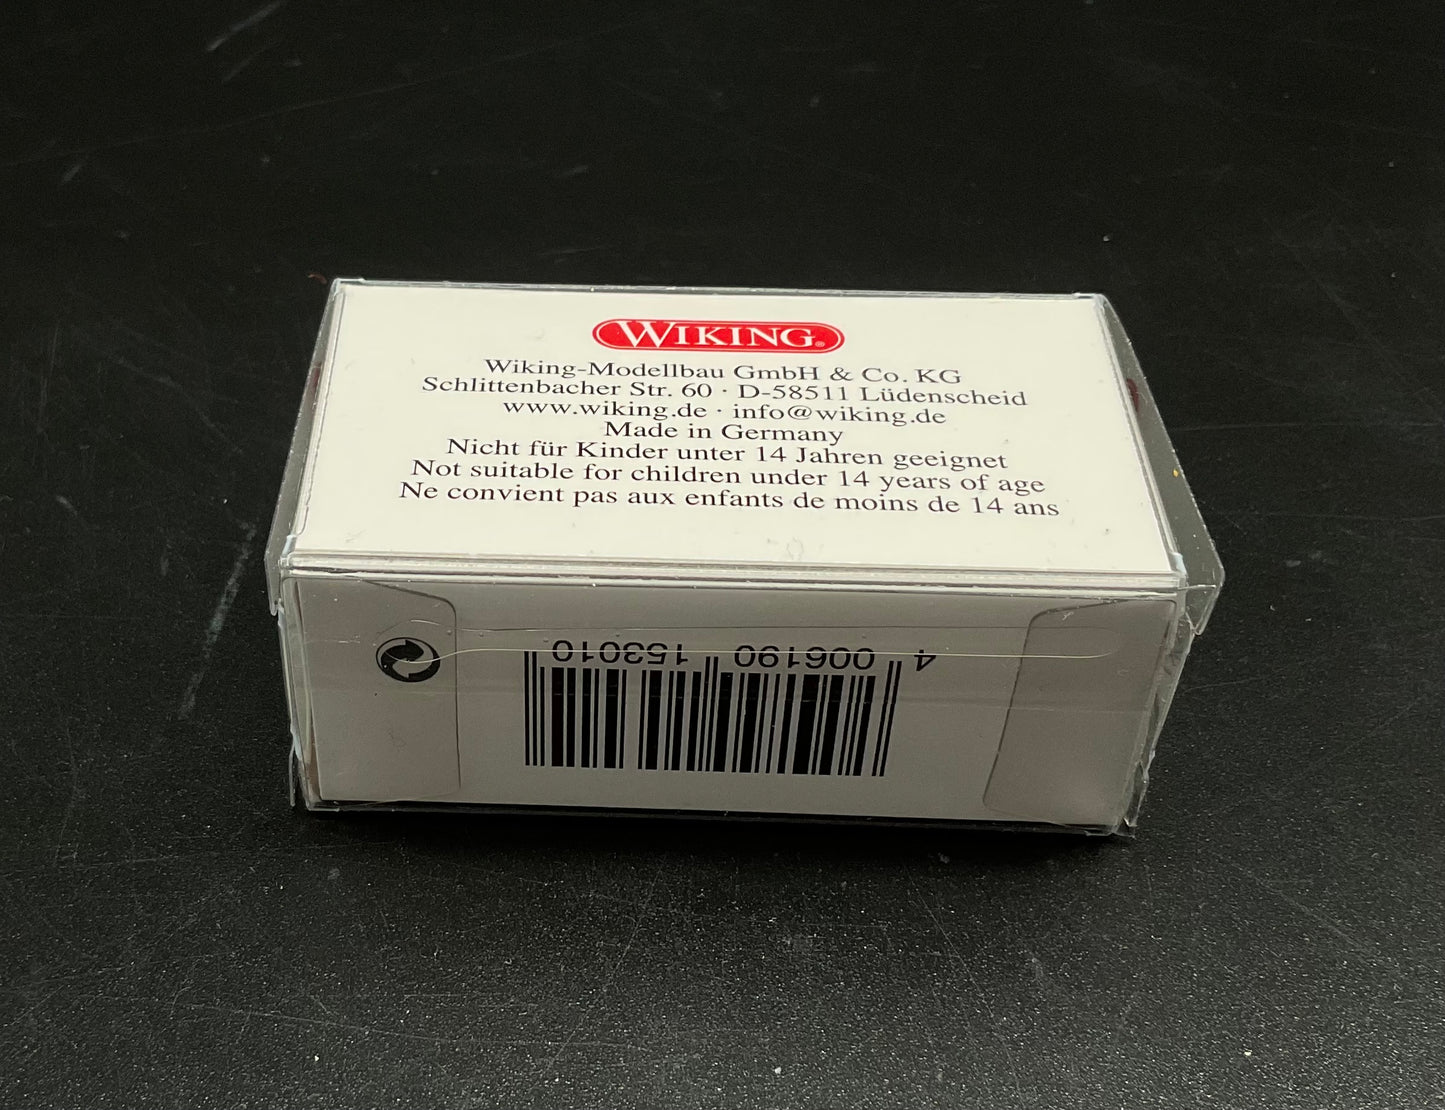 WIKING®
Wiking-Modellbau GmbH & Co. KG
Schlittenbacher Str. 60 · D-58511 Lüdenscheid
www.wiking.de · info@wiking.de
Made in Germany
Nicht für Kinder unter 14 Jahren geeignet
Not suitable for children under 14 years of age
Ne convient pas aux enfants de moins de 14 ans
4 006190 153010